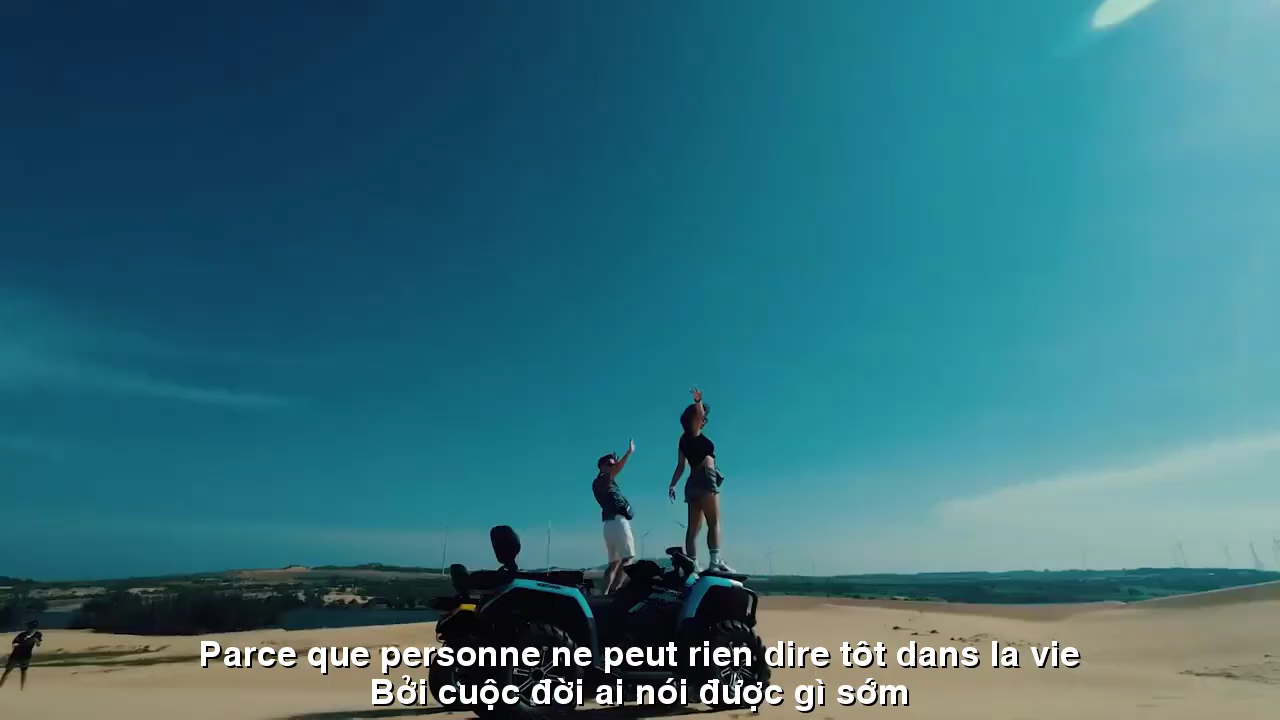 Parce que personne ne peut rien dire tôt dans la vie
Bởi cuộc đời ai nói được gì sớm